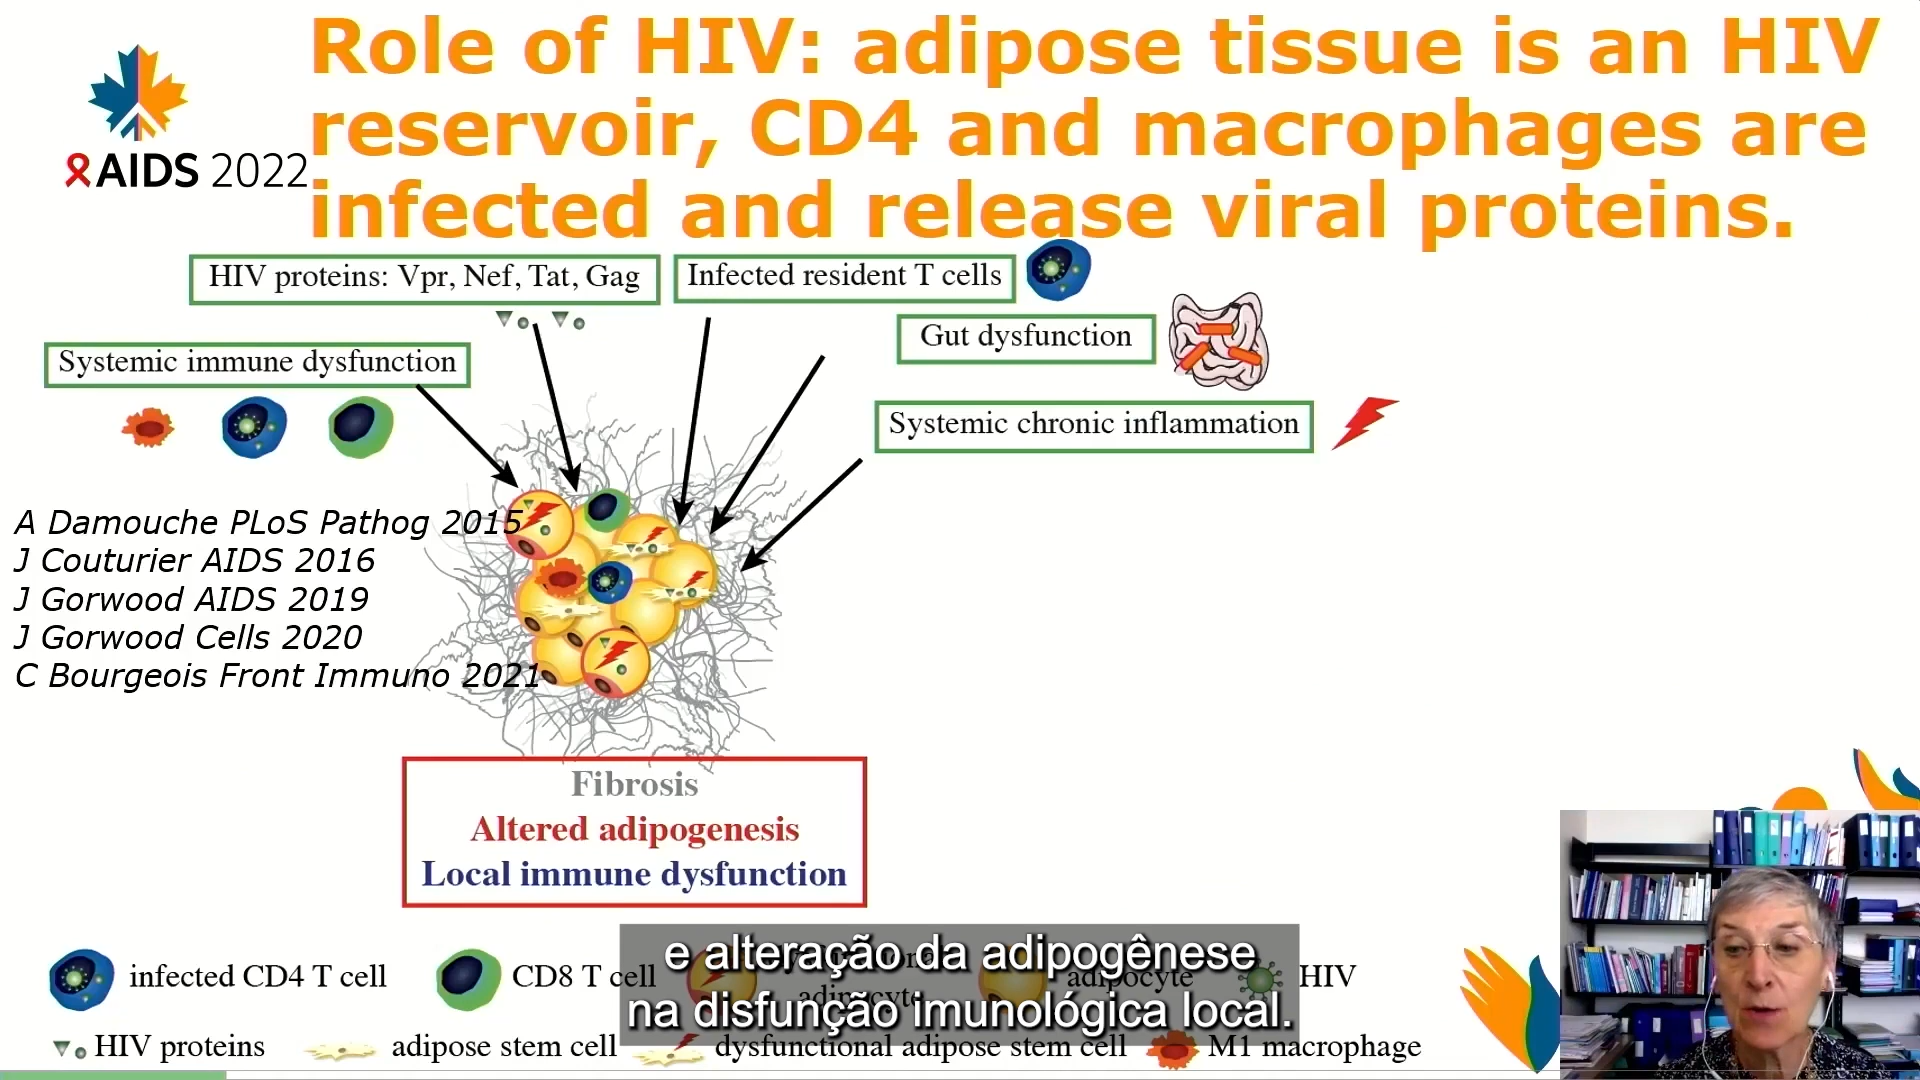 Role of HIV: adipose tissue is an HIV
reservoir, CD4 and macrophages are
infected and release viral proteins.
AIDS 2022
HIV proteins: Vpr, Nef, Tat, Gag
Infected resident T cells
Gut dysfunction
Systemic immune dysfunction
Systemic chronic inflammation
A Damouche PLoS Pathog 2015
J Couturier AIDS 2016
J Gorwood AIDS 2019
J Gorwood Cells 2020
C Bourgeois Front Immuno 2021
Fibrosis
Altered adipogenesis
Local immune dysfunction
e alteração da adipogênese
na disfunção imunológica local.
infected CD4 T cell
CD8 T cell
adipocyte
adipocyte
HIV
HIV proteins
adipose stem cell
dysfunctional adipose stem cell
M1 macrophage